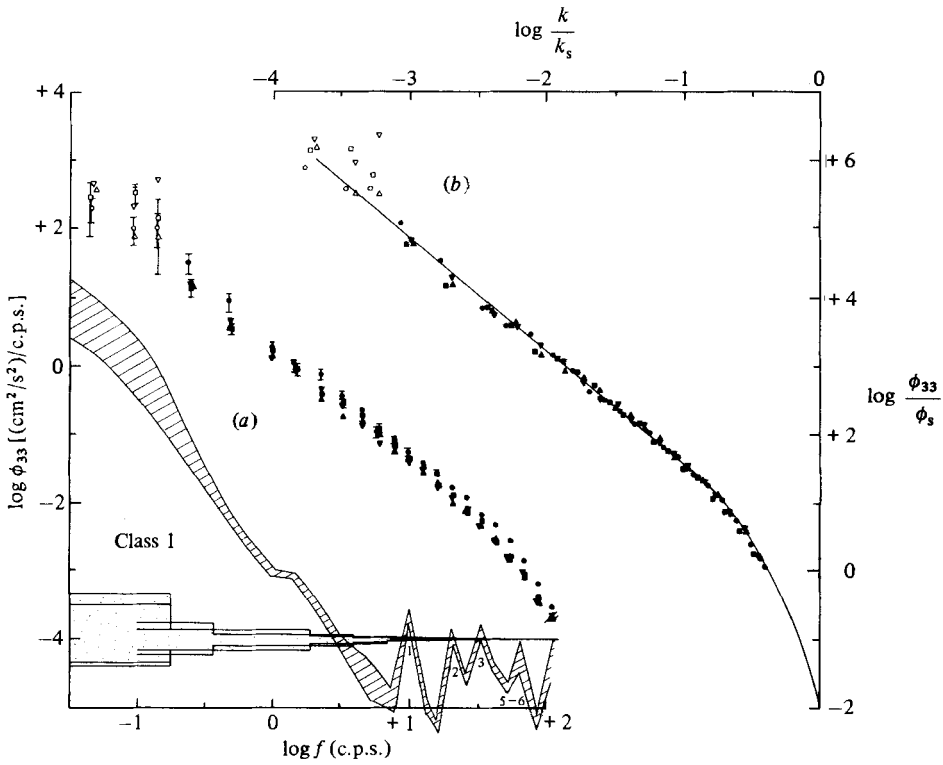 log k/k_s
−4 −3 −2 −1 0
+ 4
+ 2
0
−2
−4
log ϕ₃₃ [(cm²/s²)/c.p.s.]
(b)
(a)
Class 1
+ 6
+ 4
+ 2
0
−2
log ϕ₃₃/ϕ_s
1
2
3
5−6
−1 0 + 1 + 2
log f (c.p.s.)